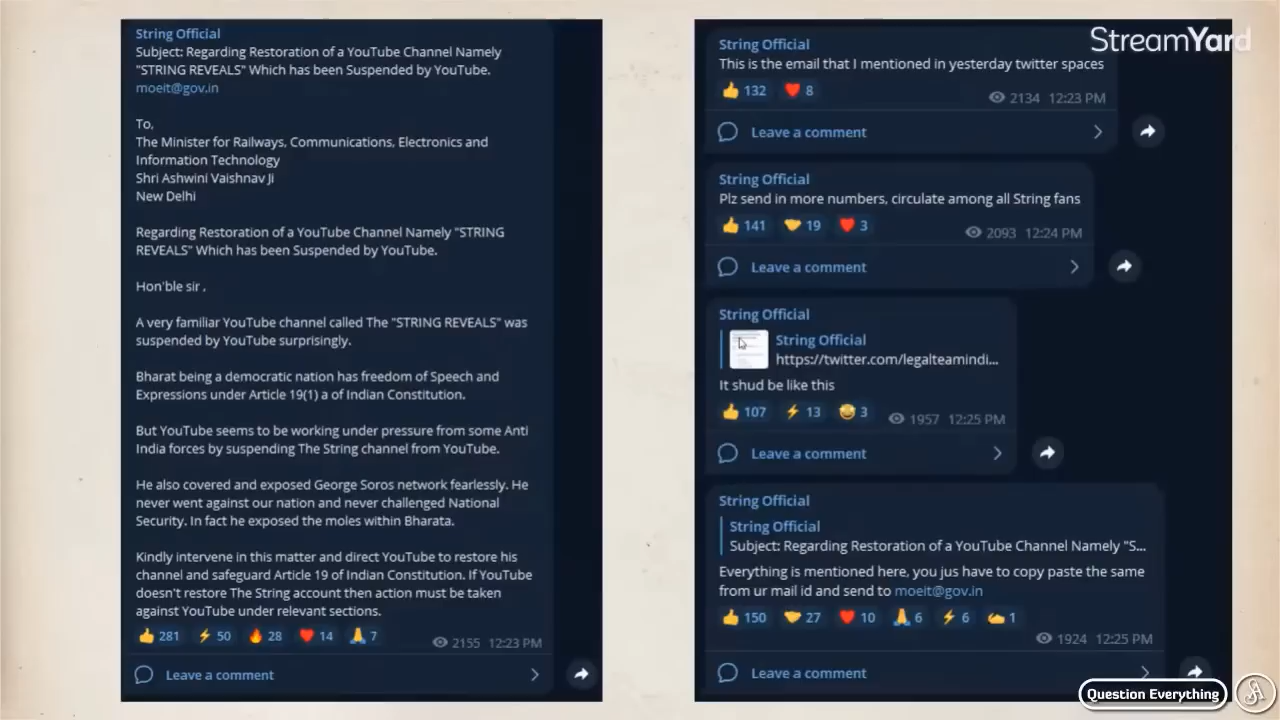 String Official
Subject: Regarding Restoration of a YouTube Channel Namely
"STRING REVEALS" Which has been Suspended by YouTube.
moeit@gov.in
To,
The Minister for Railways, Communications, Electronics and
Information Technology
Shri Ashwini Vaishnav Ji
New Delhi
Regarding Restoration of a YouTube Channel Namely "STRING
REVEALS" Which has been Suspended by YouTube.
Hon'ble sir ,
A very familiar YouTube channel called The "STRING REVEALS" was
suspended by YouTube surprisingly.
Bharat being a democratic nation has freedom of Speech and
Expressions under Article 19(1) a of Indian Constitution.
But YouTube seems to be working under pressure from some Anti
India forces by suspending The String channel from YouTube.
He also covered and exposed George Soros network fearlessly. He
never went against our nation and never challenged National
Security. In fact he exposed the moles within Bharata.
Kindly intervene in this matter and direct YouTube to restore his
channel and safeguard Article 19 of Indian Constitution. If YouTube
doesn't restore The String account then action must be taken
against YouTube under relevant sections.
281 50 28 14 7 2155 12:23 PM
Leave a comment
StreamYard
String Official
This is the email that I mentioned in yesterday twitter spaces
132 8 2134 12:23 PM
Leave a comment
String Official
Plz send in more numbers, circulate among all String fans
141 19 3 2093 12:24 PM
Leave a comment
String Official
String Official
https://twitter.com/legalteamindi...
It shud be like this
107 13 3 1957 12:25 PM
Leave a comment
String Official
String Official
Subject: Regarding Restoration of a YouTube Channel Namely "S...
Everything is mentioned here, you jus have to copy paste the same
from ur mail id and send to moeit@gov.in
150 27 10 6 6 1 1924 12:25 PM
Leave a comment
Question Everything